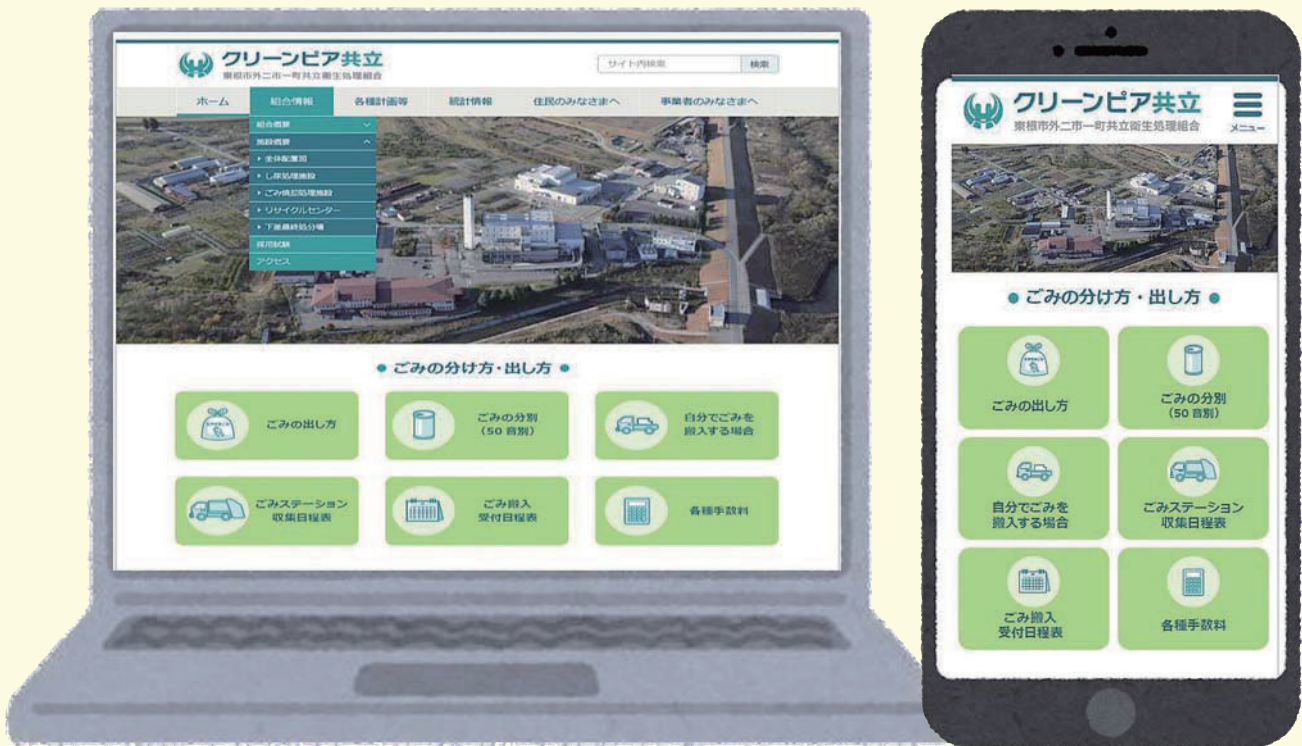 クリーンピア共立
東根市外二市一町共立衛生処理組合
サイト内検索
検索
ホーム
組合情報
各種計画等
統計情報
住民のみなさまへ
事業者のみなさまへ
組合概要
施設概要
全体配置図
し尿処理施設
ごみ焼却処理施設
リサイクルセンター
最終処分場
採用試験
アクセス
● ごみの分け方・出し方 ●
ごみの出し方
ごみの分別
(50 音別)
自分でごみを
搬入する場合
ごみステーション
収集日程表
ごみ搬入
受付日程表
各種手数料
クリーンピア共立
東根市外二市一町共立衛生処理組合
メニュー
● ごみの分け方・出し方 ●
ごみの出し方
ごみの分別
(50 音別)
自分でごみを
搬入する場合
ごみステーション
収集日程表
ごみ搬入
受付日程表
各種手数料